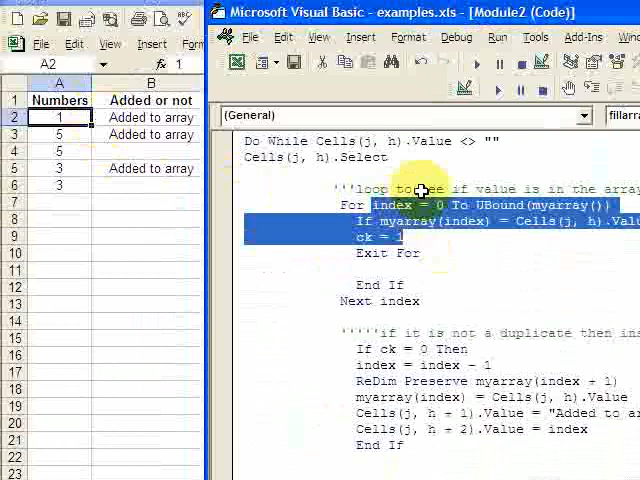 Microsoft Visual Basic - examples.xls - [Module2 (Code)]
File Edit View Insert Format Debug Run Tools Add-Ins
File Edit View Insert
A2 1
(General)
A B
1 Numbers Added or not
2 1 Added to array
3 5 Added to array
4 5
5 3 Added to array
6 3
7
8
9
10
11
12
13
14
15
16
17
18
19
20
21
22
23
Do While Cells(j, h).Value <> ""
Cells(j, h).Select
'''loop to see if value is in the array
For index = 0 To UBound(myarray())
If myarray(index) = Cells(j, h).Valu
ck = 1
Exit For
End If
Next index
'''''if it is not a duplicate then ins
If ck = 0 Then
index = index - 1
ReDim Preserve myarray(index + 1)
myarray(index) = Cells(j, h).Value
Cells(j, h + 1).Value = "Added to ar
Cells(j, h + 2).Value = index
End If